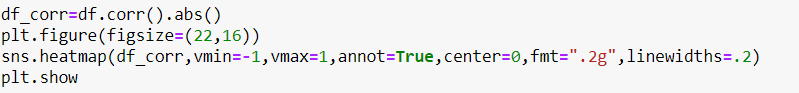 df_corr=df.corr().abs()
plt.figure(figsize=(22,16))
sns.heatmap(df_corr,vmin=-1,vmax=1,annot=True,center=0,fmt=".2g",linewidths=.2)
plt.show